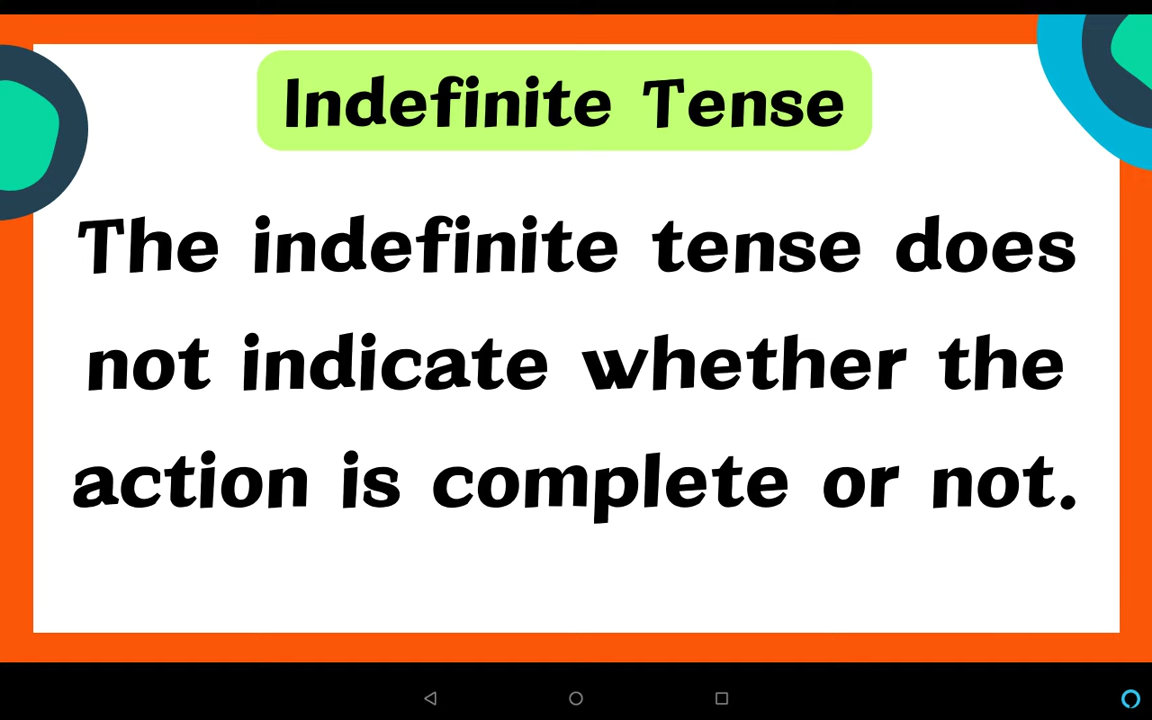 Indefinite Tense
The indefinite tense does
not indicate whether the
action is complete or not.